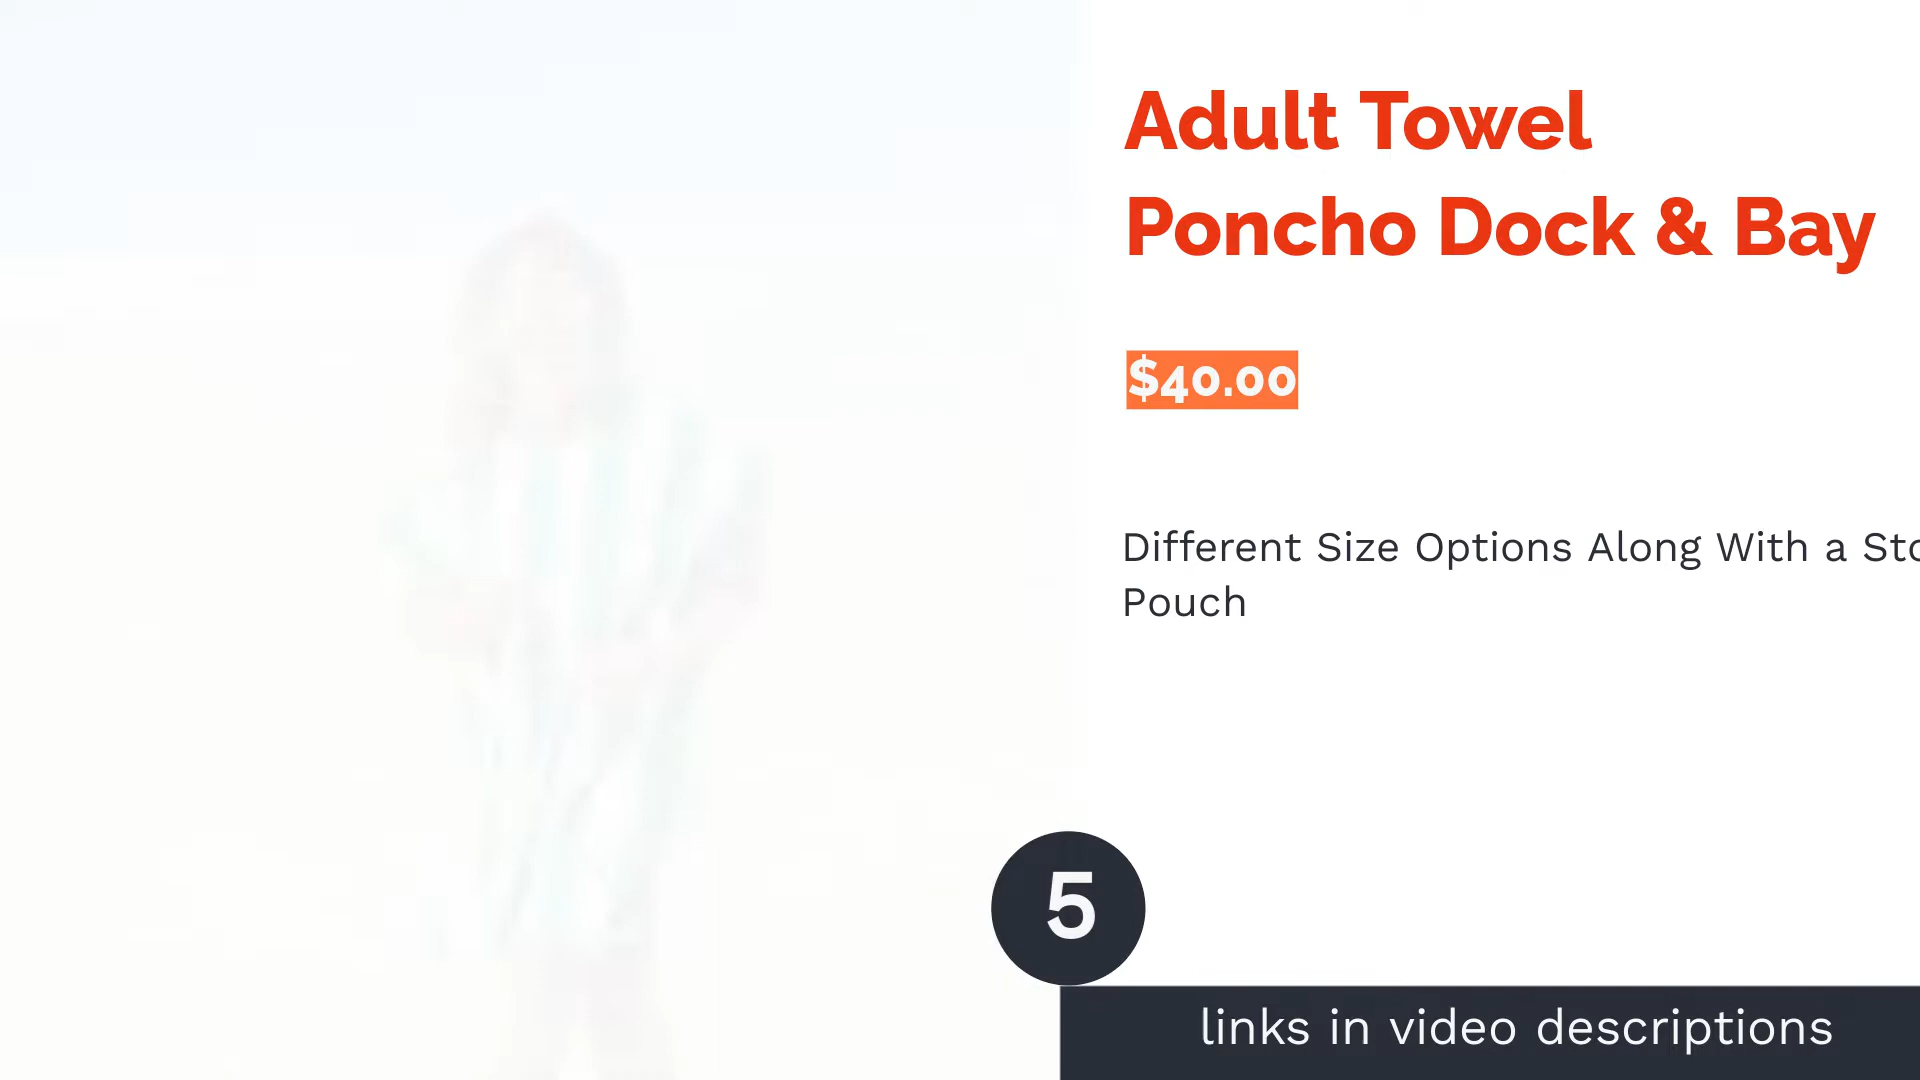 Adult Towel
Poncho Dock & Bay
$40.00
Different Size Options Along With a
Pouch
5
links in video descriptions